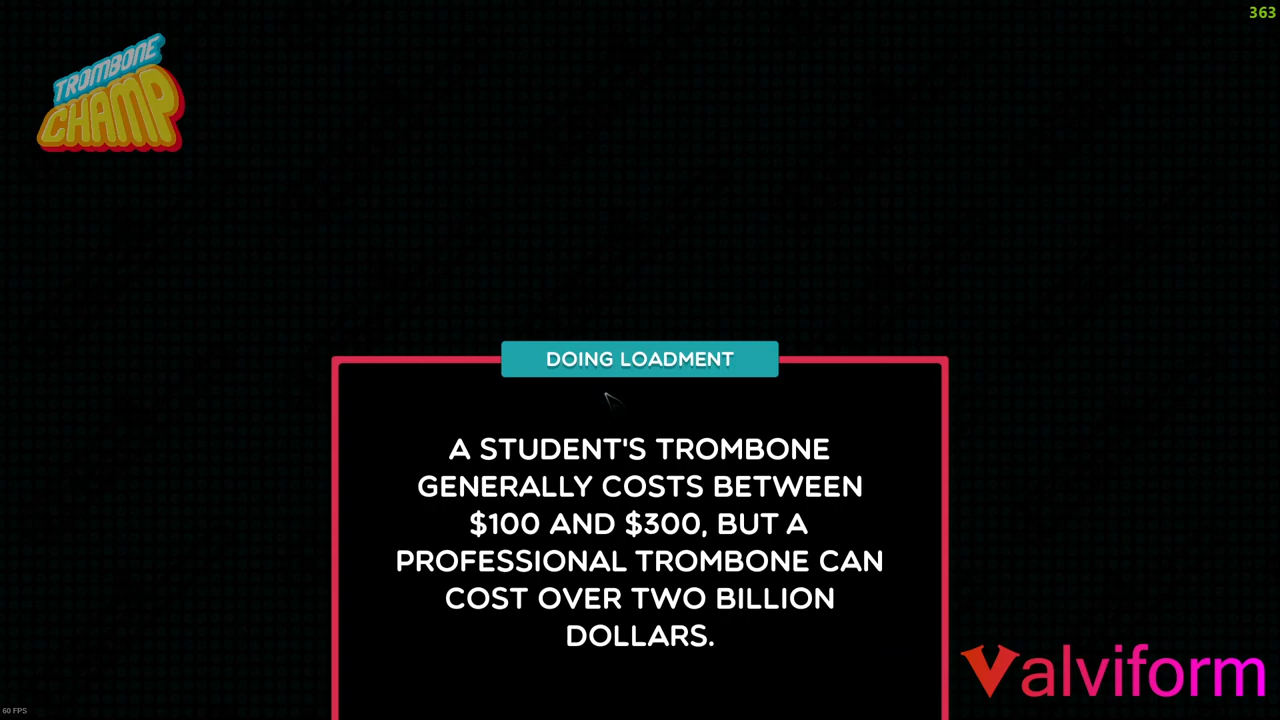 363
TROMBONE
CHAMP
DOING LOADMENT
A STUDENT'S TROMBONE
GENERALLY COSTS BETWEEN
$100 AND $300, BUT A
PROFESSIONAL TROMBONE CAN
COST OVER TWO BILLION
DOLLARS.
Valviform
60 FPS